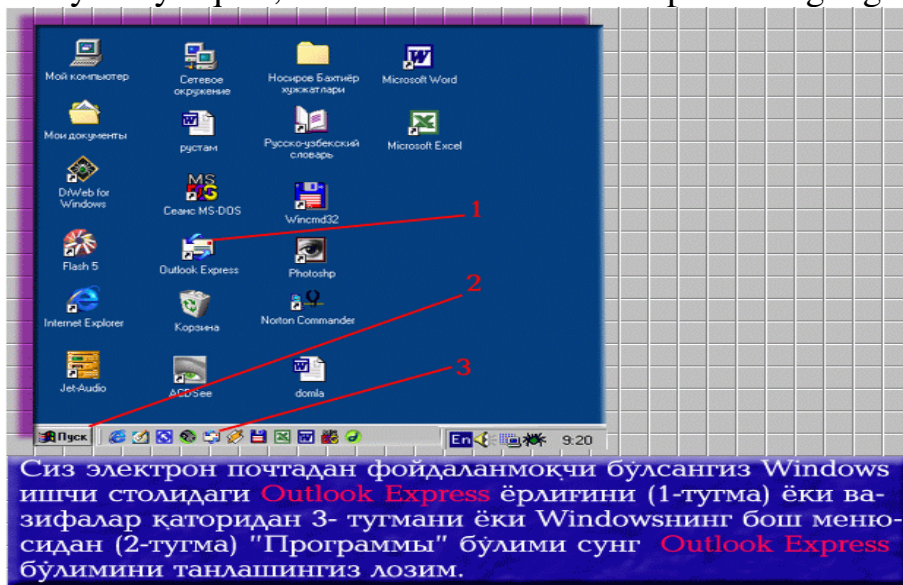 Мой компьютер
Сетевое окружение
Носиров Бахтиёр хужжатлари
Microsoft Word
Мои документы
рустам
Русско-узбекский словарь
Microsoft Excel
DrWeb for Windows
MS DOS
Сеанс MS-DOS
Wincmd32
1
Flash 5
Outlook Express
Photoshp
2
Internet Explorer
Корзина
Norton Commander
Jet-Audio
ACDSee
domla
3
Пуск
En
9:20
Сиз электрон почтадан фойдаланмоқчи бўлсангиз Windows
ишчи столидаги Outlook Express ёрлиғини (1-тугма) ёки ва-
зифалар қаторидан 3- тугмани ёки Windowsнинг бош меню-
сидан (2-тугма) "Программы" бўлими сунг Outlook Express
бўлимини танлашингиз лозим.